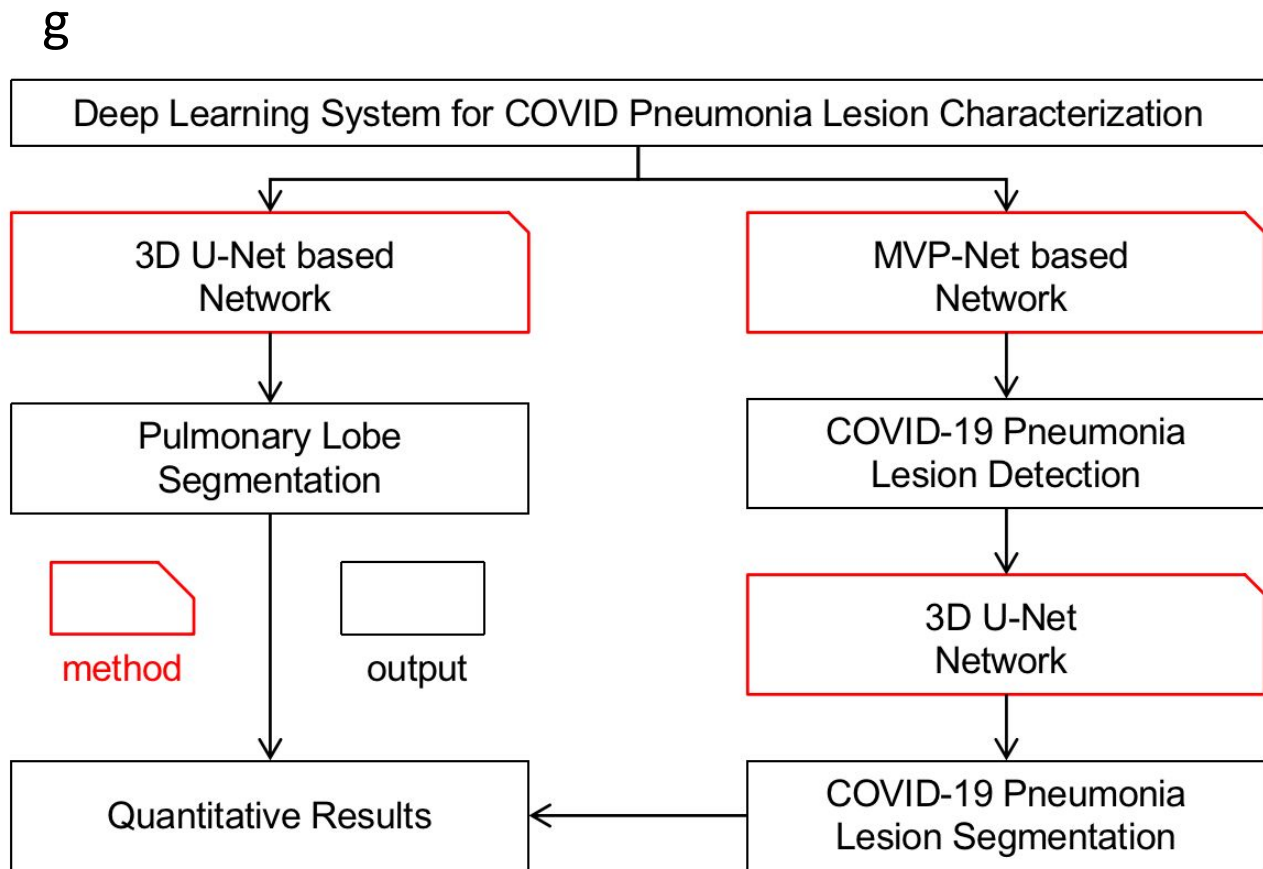 g
Deep Learning System for COVID Pneumonia Lesion Characterization
3D U-Net based
Network
MVP-Net based
Network
Pulmonary Lobe
Segmentation
COVID-19 Pneumonia
Lesion Detection
method
output
3D U-Net
Network
Quantitative Results
COVID-19 Pneumonia
Lesion Segmentation